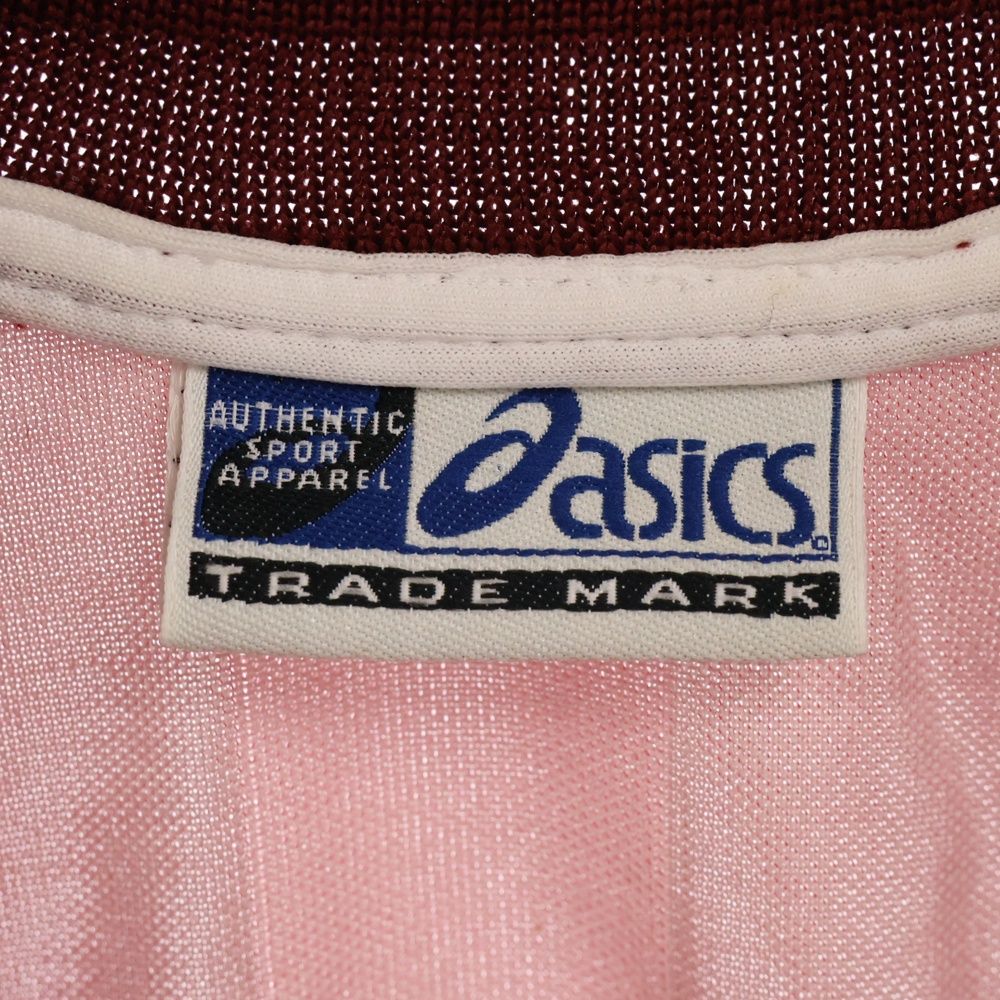 AUTHENTIC
SPORT
APPAREL
asics
TRADE MARK